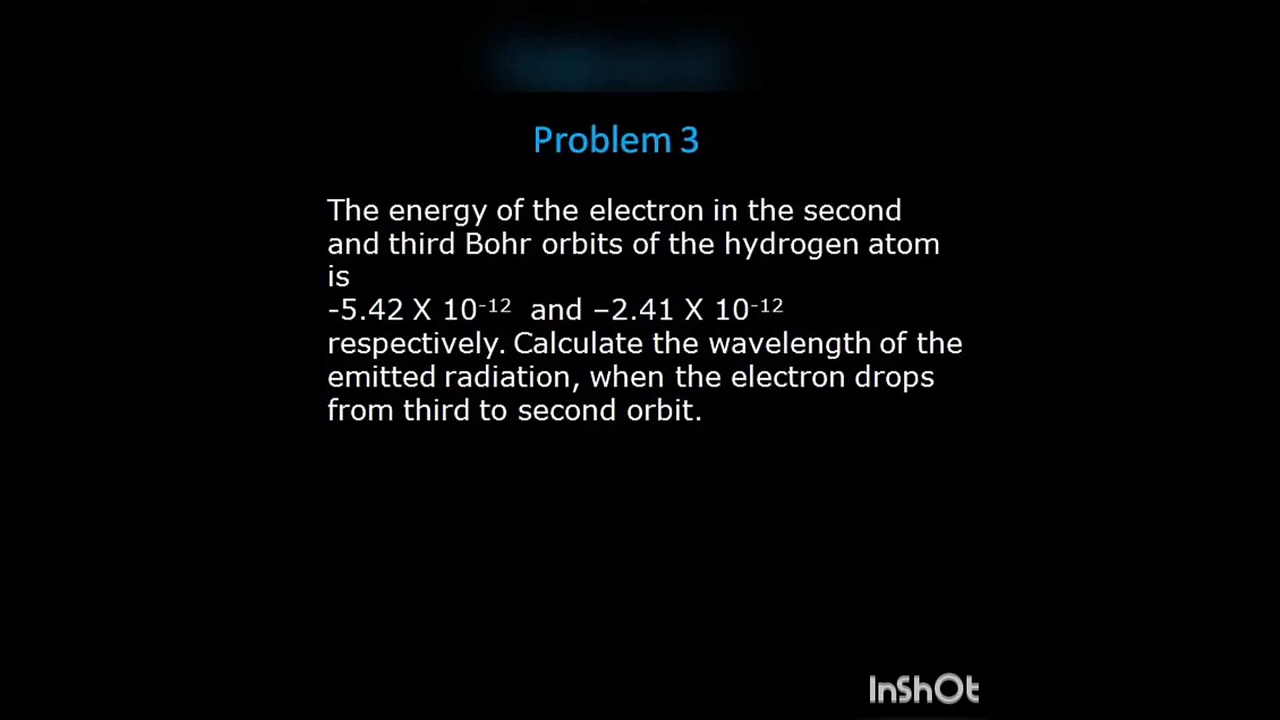 Problem 3
The energy of the electron in the second
and third Bohr orbits of the hydrogen atom
is
-5.42 X 10⁻¹² and –2.41 X 10⁻¹²
respectively. Calculate the wavelength of the
emitted radiation, when the electron drops
from third to second orbit.
InShOt